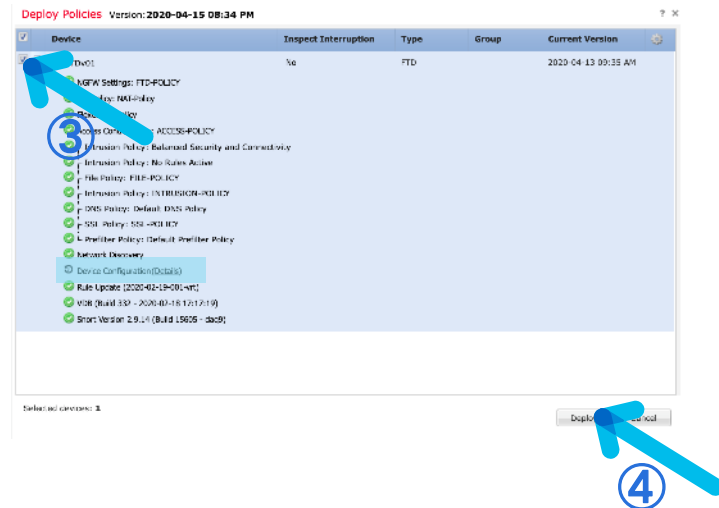 Deploy Policies Version: 2020-04-15 08:34 PM ? ×
Device Inspect Interruption Type Group Current Version
No FTD 2020-04-13 09:35 AM
NGFW Settings: FTD-POLICY
NAT-Policy
③ ACCESS-POLICY
Intrusion Policy: Balanced Security and Connectivity
Intrusion Policy: No Rules Active
File Policy: FILE-POLICY
Intrusion Policy: INTRUSION-POLICY
DNS Policy: Default DNS Policy
SSL Policy: SSL-POLICY
Prefilter Policy: Default Prefilter Policy
Network Discovery
Device Configuration(Details)
Rule Update (2020-02-19-001-vrt)
VDB (Build 332 - 2020-02-18 17:17:19)
Snort Version 2.9.14 (Build 15605 - dac9)
Selected devices: 1
④